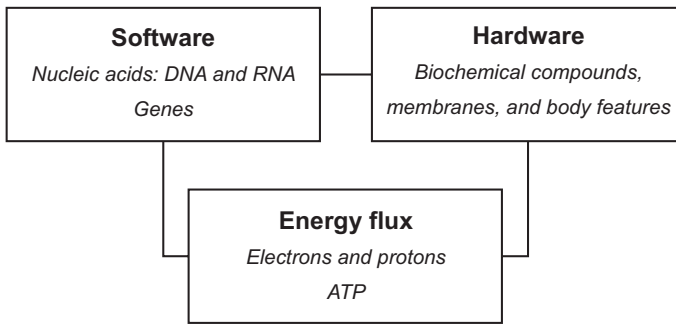 Software
Nucleic acids: DNA and RNA
Genes
Hardware
Biochemical compounds,
membranes, and body features
Energy flux
Electrons and protons
ATP